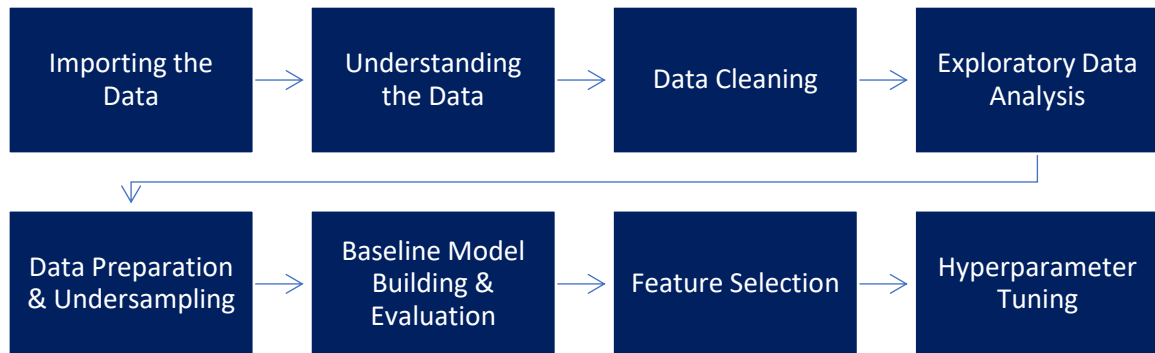 Importing the
Data
Understanding
the Data
Data Cleaning
Exploratory Data
Analysis
Data Preparation
& Undersampling
Baseline Model
Building &
Evaluation
Feature Selection
Hyperparameter
Tuning